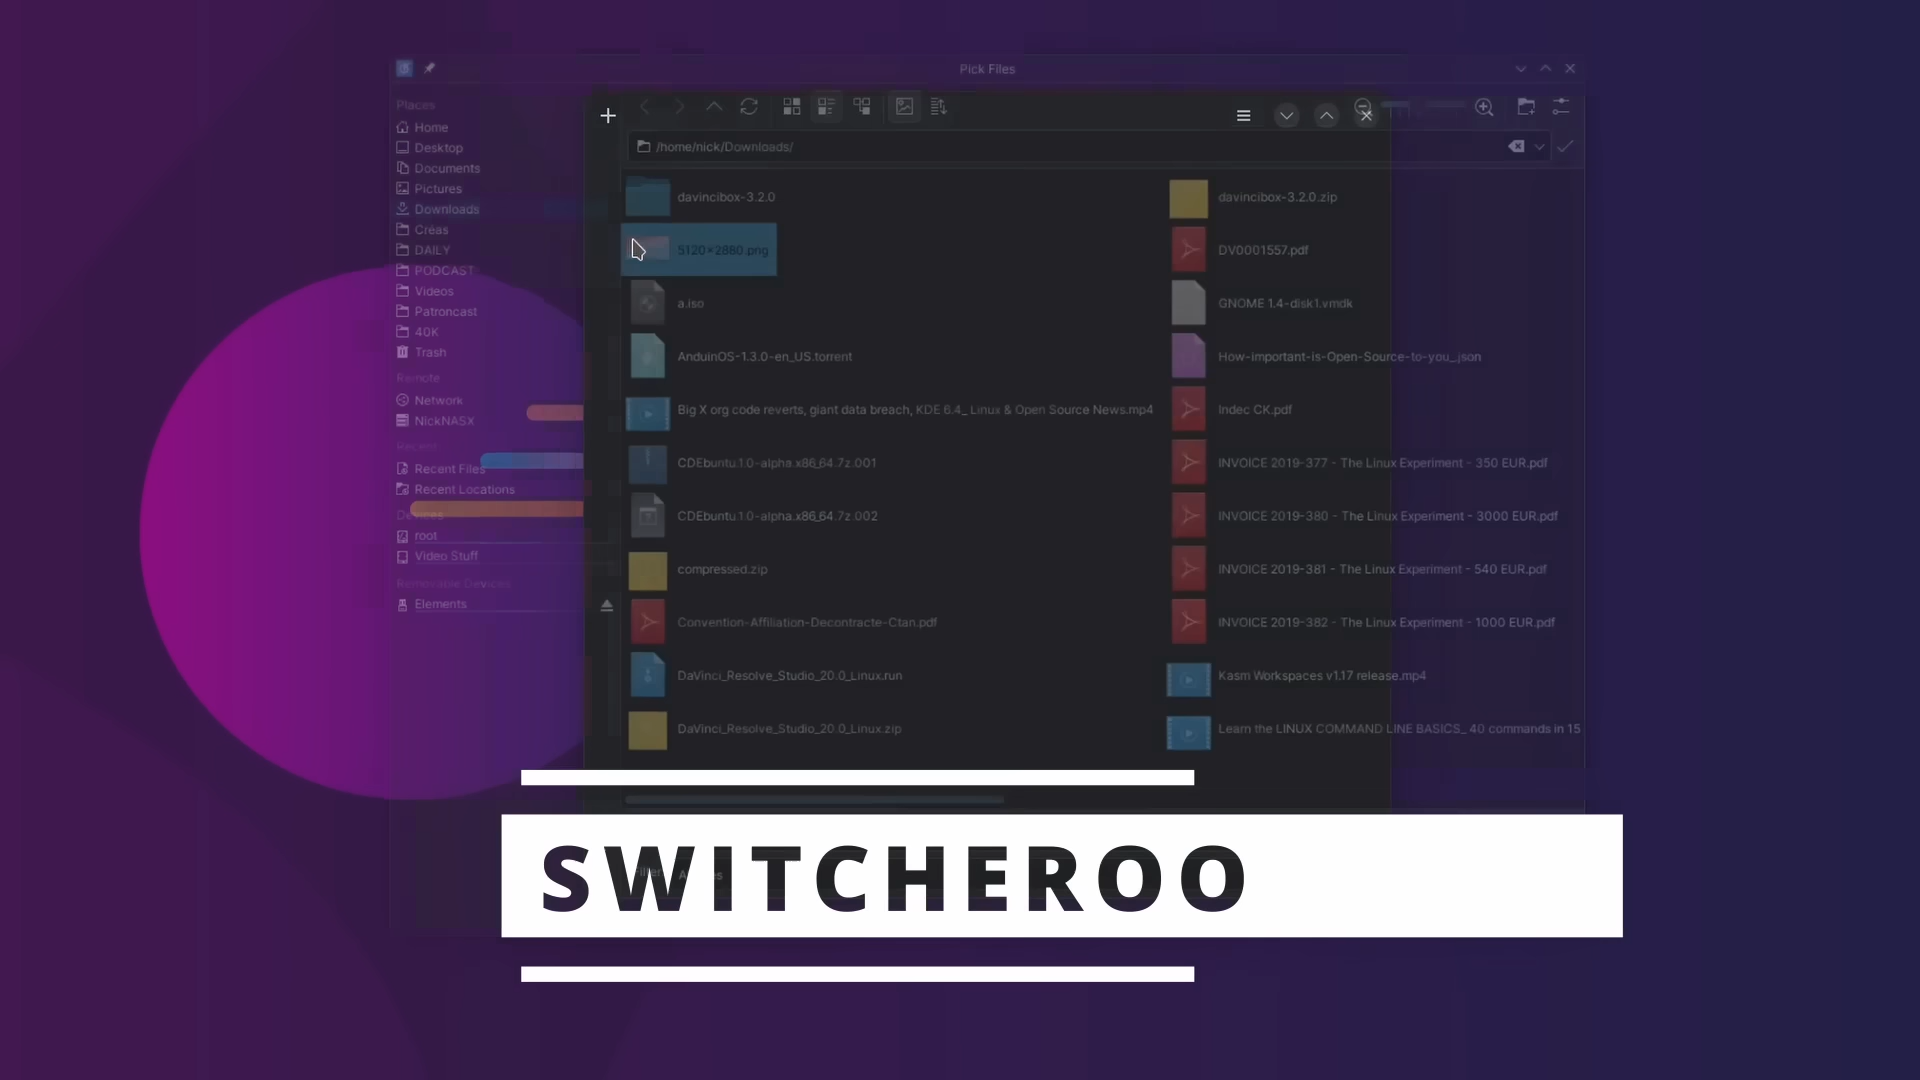 Pick Files
Places
Home
Desktop
Documents
Pictures
Downloads
Créas
DAILY
PODCAST
Videos
Patroncast
40K
Trash
Remote
Network
NickNASX
Recent
Recent Files
Recent Locations
Devices
root
Video Stuff
Removable Devices
Elements
/home/nick/Downloads/
davincibox-3.2.0
5120×2880.png
a.iso
AnduinOS-1.3.0-en_US.torrent
Big X org code reverts, giant data breach, KDE 6.4_ Linux & Open Source News.mp4
CDEbuntu.1.0-alpha.x86_64.7z.001
CDEbuntu.1.0-alpha.x86_64.7z.002
compressed.zip
Convention-Affiliation-Decontracte-Ctan.pdf
DaVinci_Resolve_Studio_20.0_Linux.run
DaVinci_Resolve_Studio_20.0_Linux.zip
davincibox-3.2.0.zip
DV0001557.pdf
GNOME 1.4-disk1.vmdk
How-important-is-Open-Source-to-you_.json
Indec CK.pdf
INVOICE 2019-377 - The Linux Experiment - 350 EUR.pdf
INVOICE 2019-380 - The Linux Experiment - 3000 EUR.pdf
INVOICE 2019-381 - The Linux Experiment - 540 EUR.pdf
INVOICE 2019-382 - The Linux Experiment - 1000 EUR.pdf
Kasm Workspaces v1.17 release.mp4
Learn the LINUX COMMAND LINE BASICS_ 40 commands in 15
SWITCHEROO